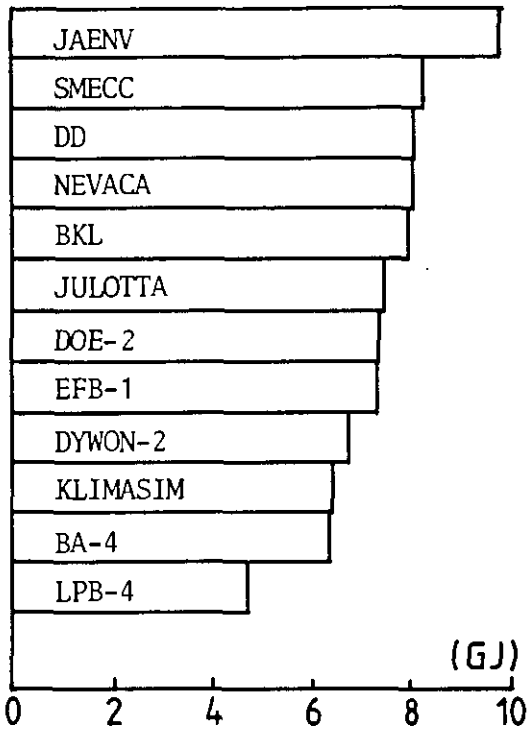 JAENV
SMECC
DD
NEVACA
BKL
JULOTTA
DOE-2
EFB-1
DYWON-2
KLIMASIM
BA-4
LPB-4
(GJ)
0 2 4 6 8 10